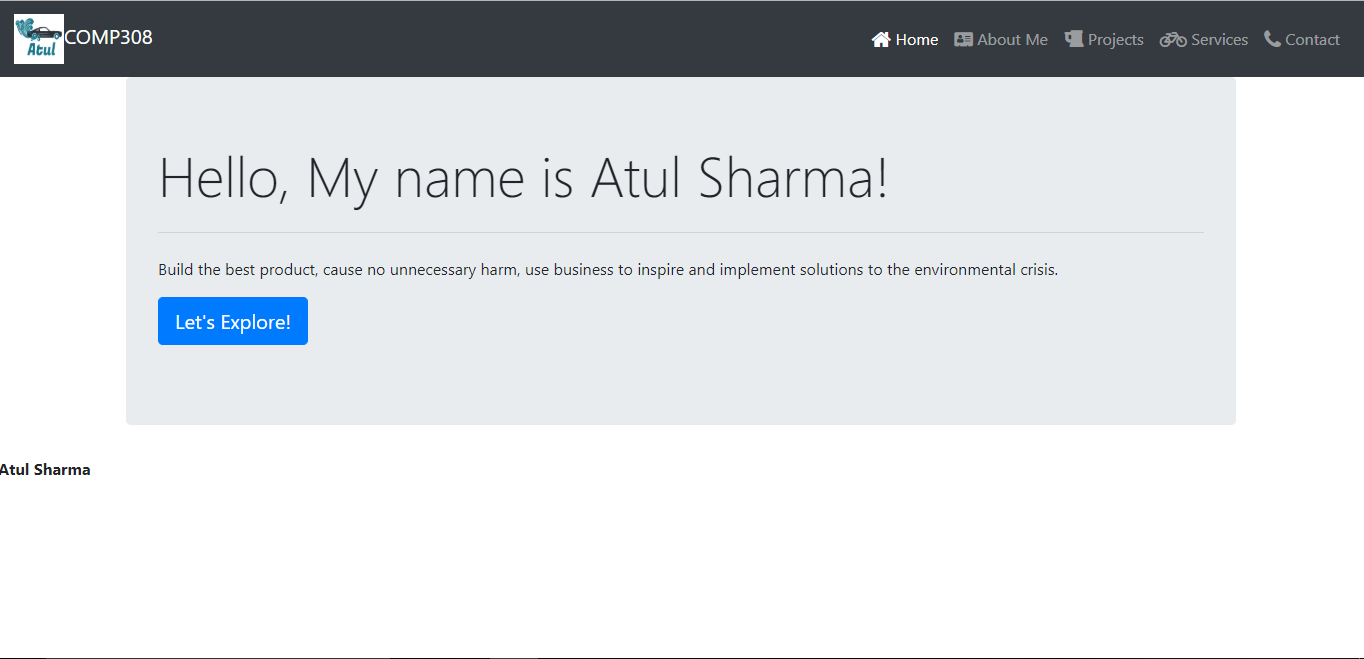 Atul
COMP308
Home About Me Projects Services Contact
Hello, My name is Atul Sharma!
Build the best product, cause no unnecessary harm, use business to inspire and implement solutions to the environmental crisis.
Let's Explore!
Atul Sharma